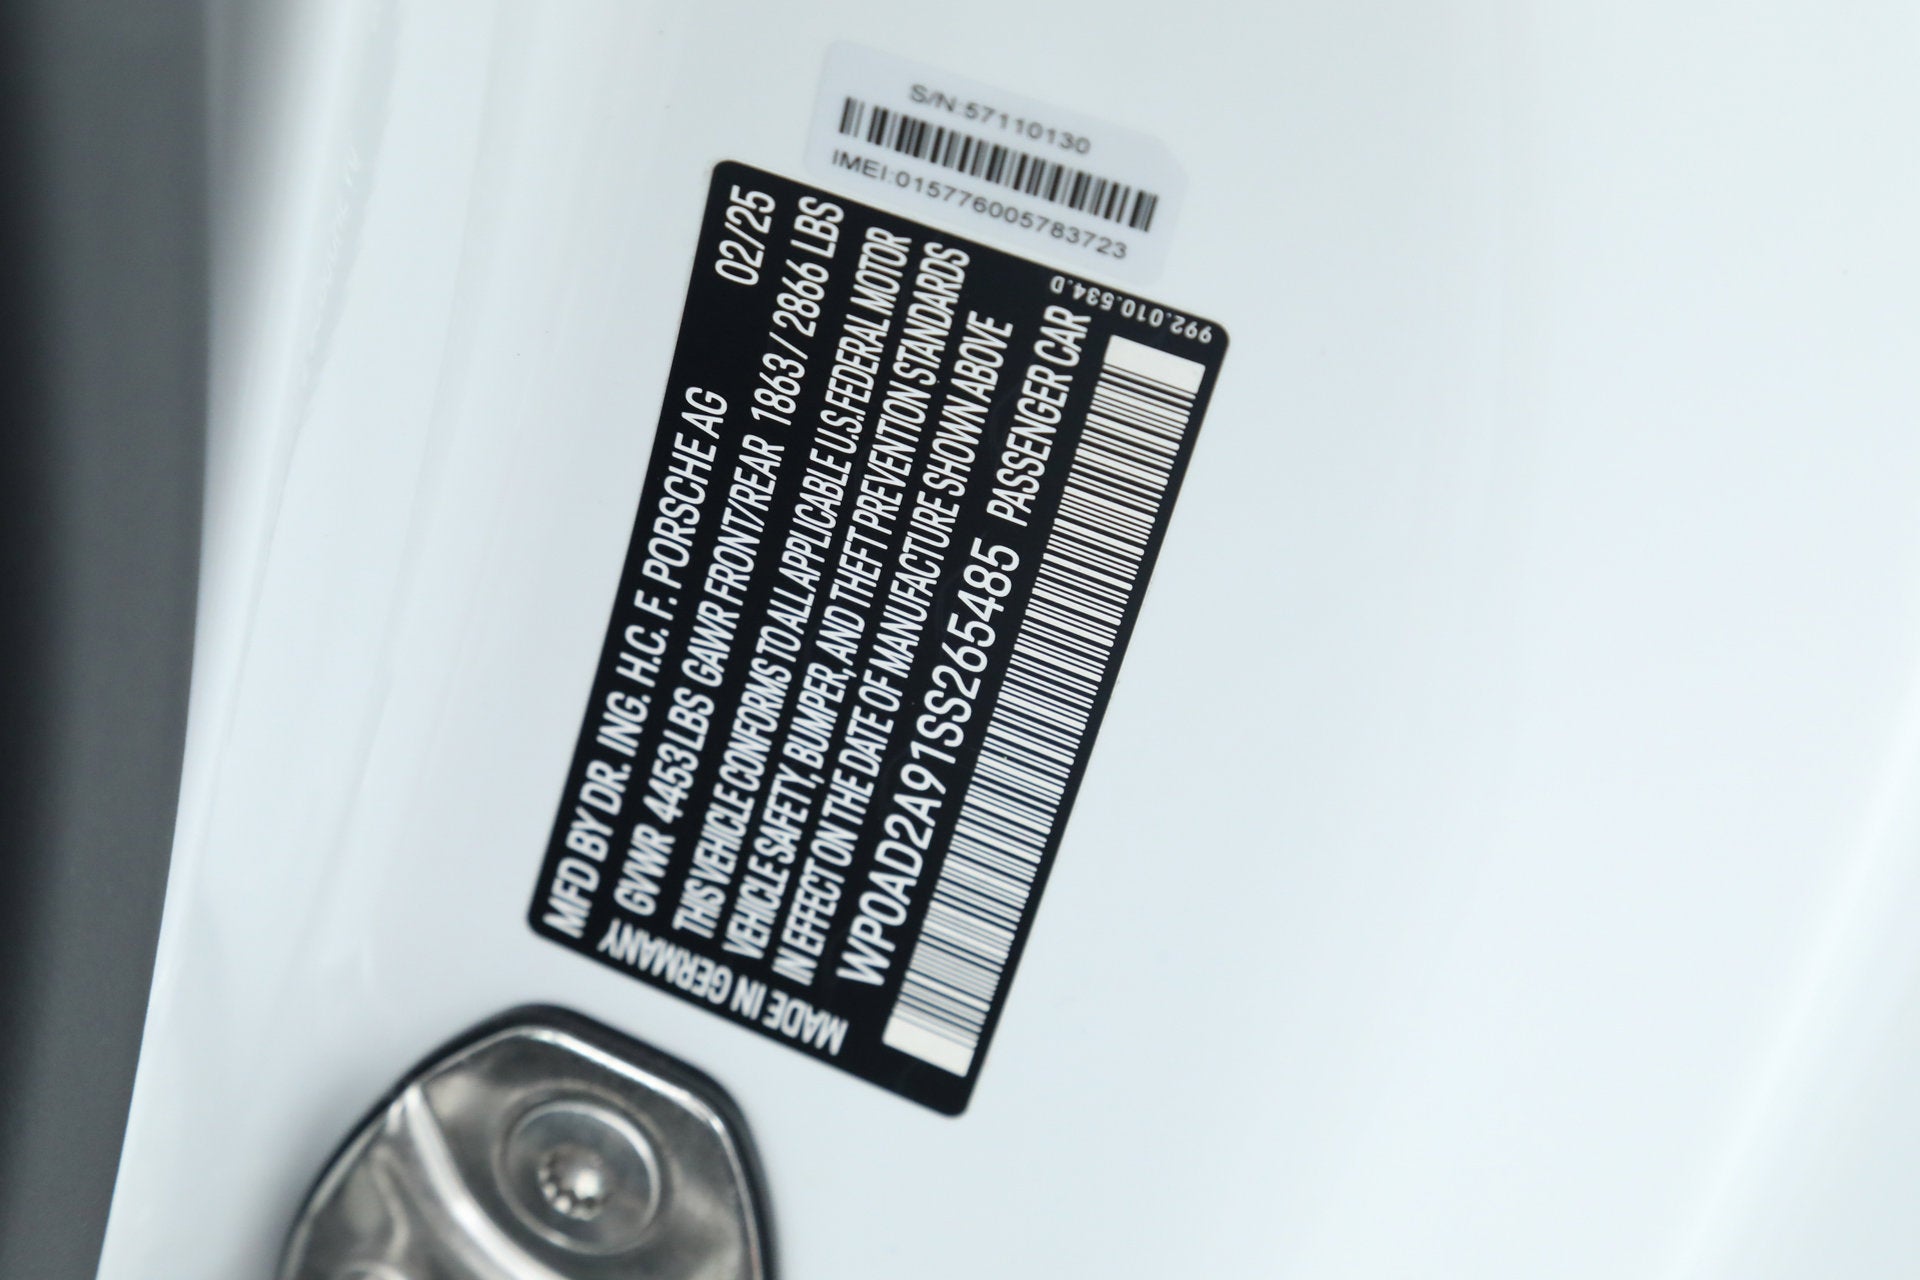 S/N:57110130
IMEI:015776005783723
MFD BY DR. ING. H.C. F. PORSCHE AG 02/25
GVWR 4453 LBS GAWR FRONT/REAR 1863 / 2866 LBS
THIS VEHICLE CONFORMS TO ALL APPLICABLE U.S. FEDERAL MOTOR
VEHICLE SAFETY, BUMPER, AND THEFT PREVENTION STANDARDS
IN EFFECT ON THE DATE OF MANUFACTURE SHOWN ABOVE
WP0AD2A91SS265485 PASSENGER CAR
MADE IN GERMANY
992.010.534.D